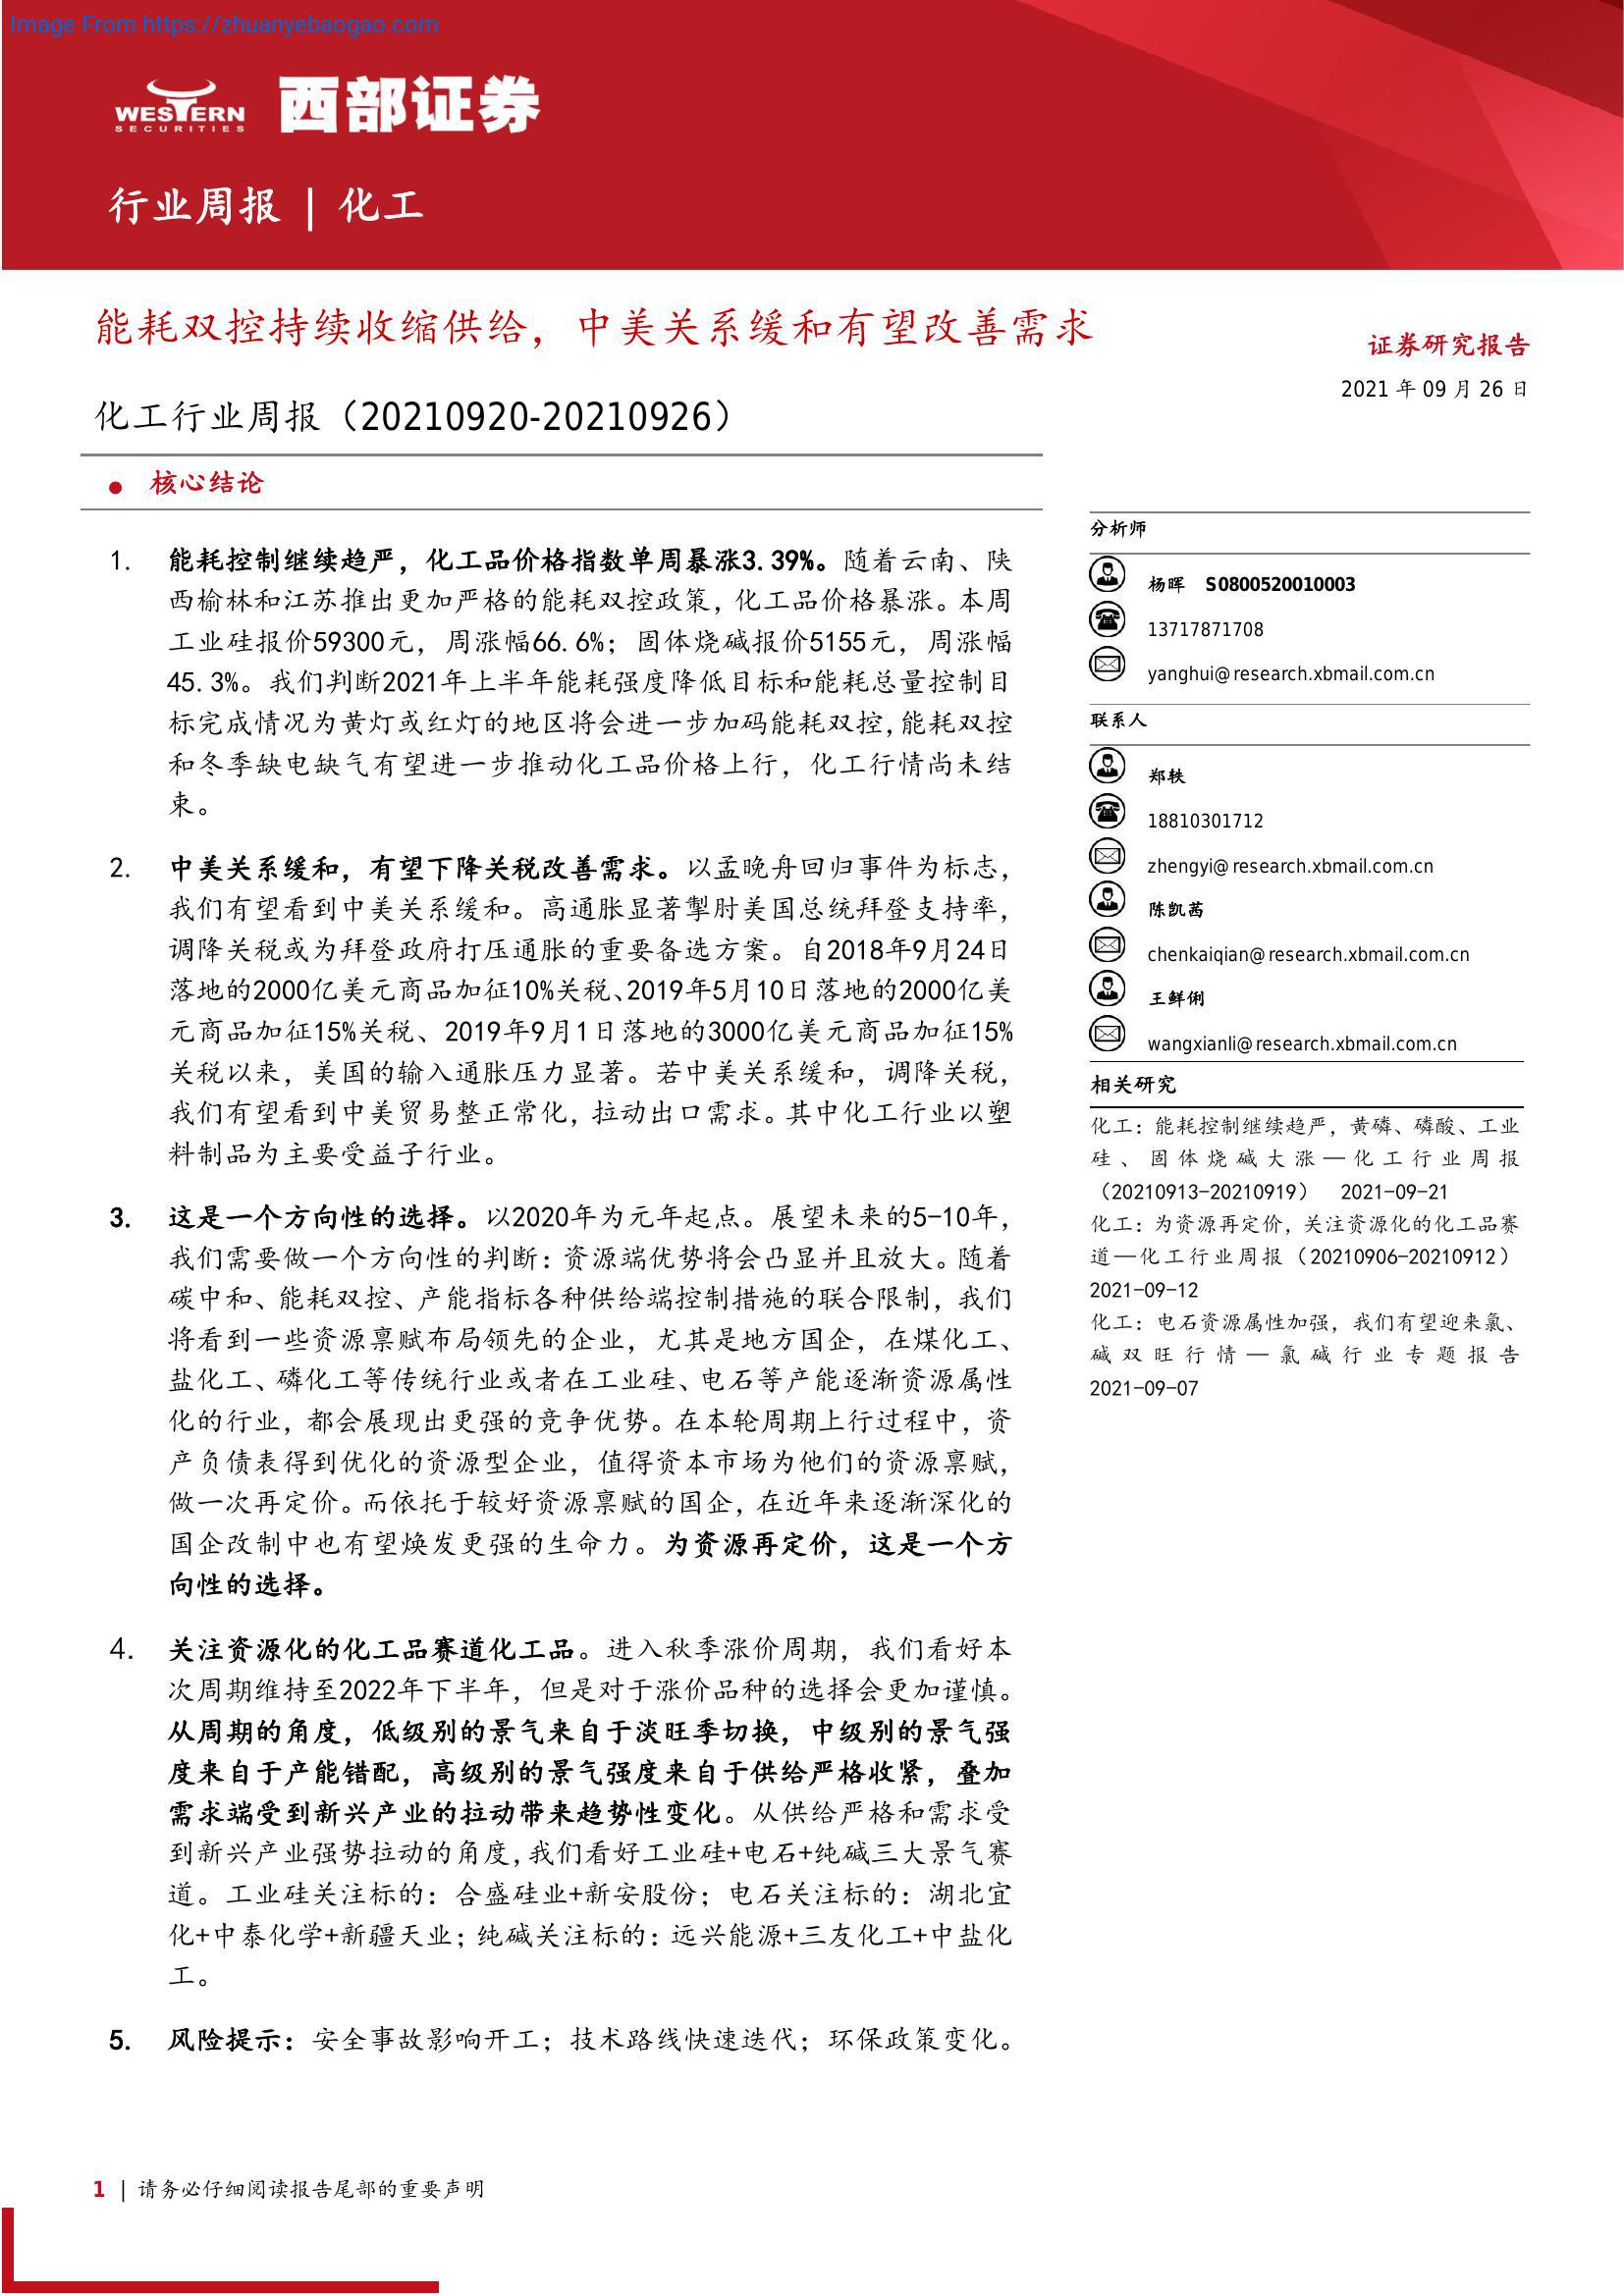 Image From https://zhuanyebaogao.com
WESTERN
SECURITIES
西部证券
行业周报 | 化工
能耗双控持续收缩供给，中美关系缓和有望改善需求
化工行业周报（20210920-20210926）
● 核心结论
1. 能耗控制继续趋严，化工品价格指数单周暴涨3.39%。随着云南、陕
西榆林和江苏推出更加严格的能耗双控政策，化工品价格暴涨。本周
工业硅报价59300元，周涨幅66.6%；固体烧碱报价5155元，周涨幅
45.3%。我们判断2021年上半年能耗强度降低目标和能耗总量控制目
标完成情况为黄灯或红灯的地区将会进一步加码能耗双控，能耗双控
和冬季缺电缺气有望进一步推动化工品价格上行，化工行情尚未结
束。
2. 中美关系缓和，有望下降关税改善需求。以孟晚舟回归事件为标志，
我们有望看到中美关系缓和。高通胀显著掣肘美国总统拜登支持率，
调降关税或为拜登政府打压通胀的重要备选方案。自2018年9月24日
落地的2000亿美元商品加征10%关税、2019年5月10日落地的2000亿美
元商品加征15%关税、2019年9月1日落地的3000亿美元商品加征15%
关税以来，美国的输入通胀压力显著。若中美关系缓和，调降关税，
我们有望看到中美贸易整正常化，拉动出口需求。其中化工行业以塑
料制品为主要受益子行业。
3. 这是一个方向性的选择。以2020年为元年起点。展望未来的5-10年，
我们需要做一个方向性的判断：资源端优势将会凸显并且放大。随着
碳中和、能耗双控、产能指标各种供给端控制措施的联合限制，我们
将看到一些资源禀赋布局领先的企业，尤其是地方国企，在煤化工、
盐化工、磷化工等传统行业或者在工业硅、电石等产能逐渐资源属性
化的行业，都会展现出更强的竞争优势。在本轮周期上行过程中，资
产负债表得到优化的资源型企业，值得资本市场为他们的资源禀赋，
做一次再定价。而依托于较好资源禀赋的国企，在近年来逐渐深化的
国企改制中也有望焕发更强的生命力。为资源再定价，这是一个方
向性的选择。
4. 关注资源化的化工品赛道化工品。进入秋季涨价周期，我们看好本
次周期维持至2022年下半年，但是对于涨价品种的选择会更加谨慎。
从周期的角度，低级别的景气来自于淡旺季切换，中级别的景气强
度来自于产能错配，高级别的景气强度来自于供给严格收紧，叠加
需求端受到新兴产业的拉动带来趋势性变化。从供给严格和需求受
到新兴产业强势拉动的角度，我们看好工业硅+电石+纯碱三大景气赛
道。工业硅关注标的：合盛硅业+新安股份；电石关注标的：湖北宜
化+中泰化学+新疆天业；纯碱关注标的：远兴能源+三友化工+中盐化
工。
5. 风险提示：安全事故影响开工；技术路线快速迭代；环保政策变化。
证券研究报告
2021 年 09 月 26 日
分析师
杨晖 S0800520010003
13717871708
yanghui@research.xbmail.com.cn
联系人
郑轶
18810301712
zhengyi@research.xbmail.com.cn
陈凯茜
chenkaiqian@research.xbmail.com.cn
王鲜俐
wangxianli@research.xbmail.com.cn
相关研究
化工：能耗控制继续趋严，黄磷、磷酸、工业
硅、固体烧碱大涨—化工行业周报
（20210913-20210919） 2021-09-21
化工：为资源再定价，关注资源化的化工品赛
道—化工行业周报（20210906-20210912）
2021-09-12
化工：电石资源属性加强，我们有望迎来氯、
碱双旺行情—氯碱行业专题报告
2021-09-07
1 | 请务必仔细阅读报告尾部的重要声明